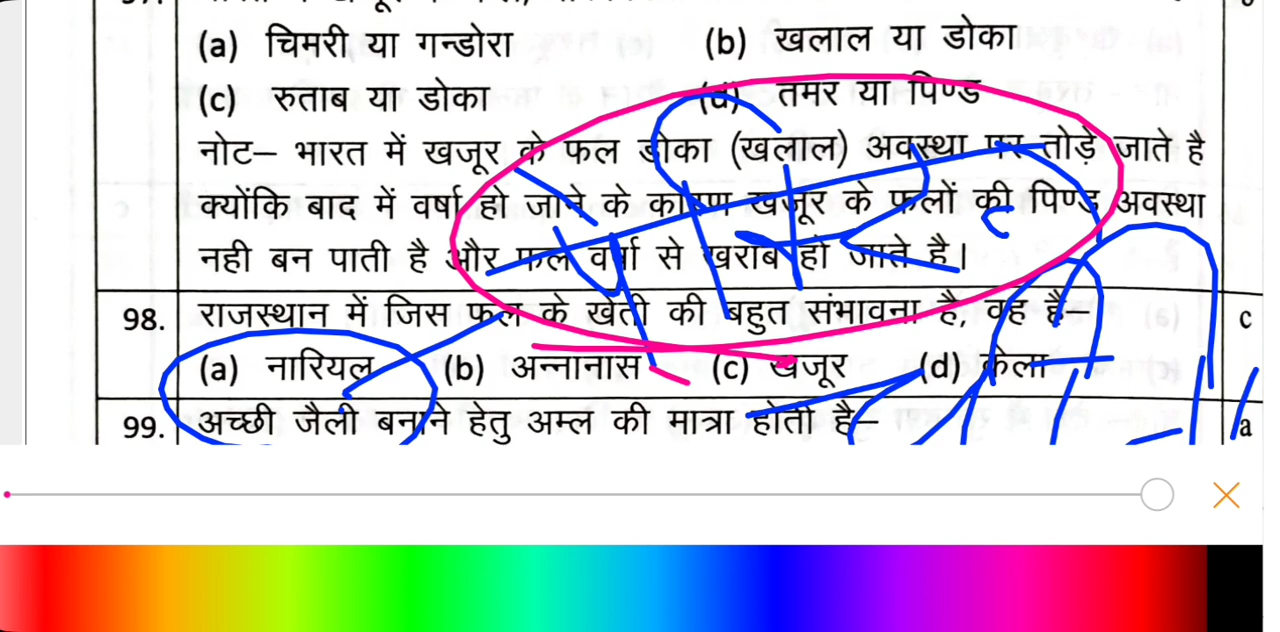 (a) चिमरी या गन्डोरा (b) खलाल या डोका
(c) रुताब या डोका (d) तमर या पिण्ड
नोट– भारत में खजूर के फल डोका (खलाल) अवस्था पर तोड़े जाते है
क्योंकि बाद में वर्षा हो जाने के कारण खजूर के फलों की पिण्ड अवस्था
नही बन पाती है और फल वर्षा से खराब हो जाते है।
98. राजस्थान में जिस फल के खेती की बहुत संभावना है, वह है– c
(a) नारियल (b) अन्नानास (c) खजूर (d) केला
99. अच्छी जैली बनाने हेतु अम्ल की मात्रा होती है– a